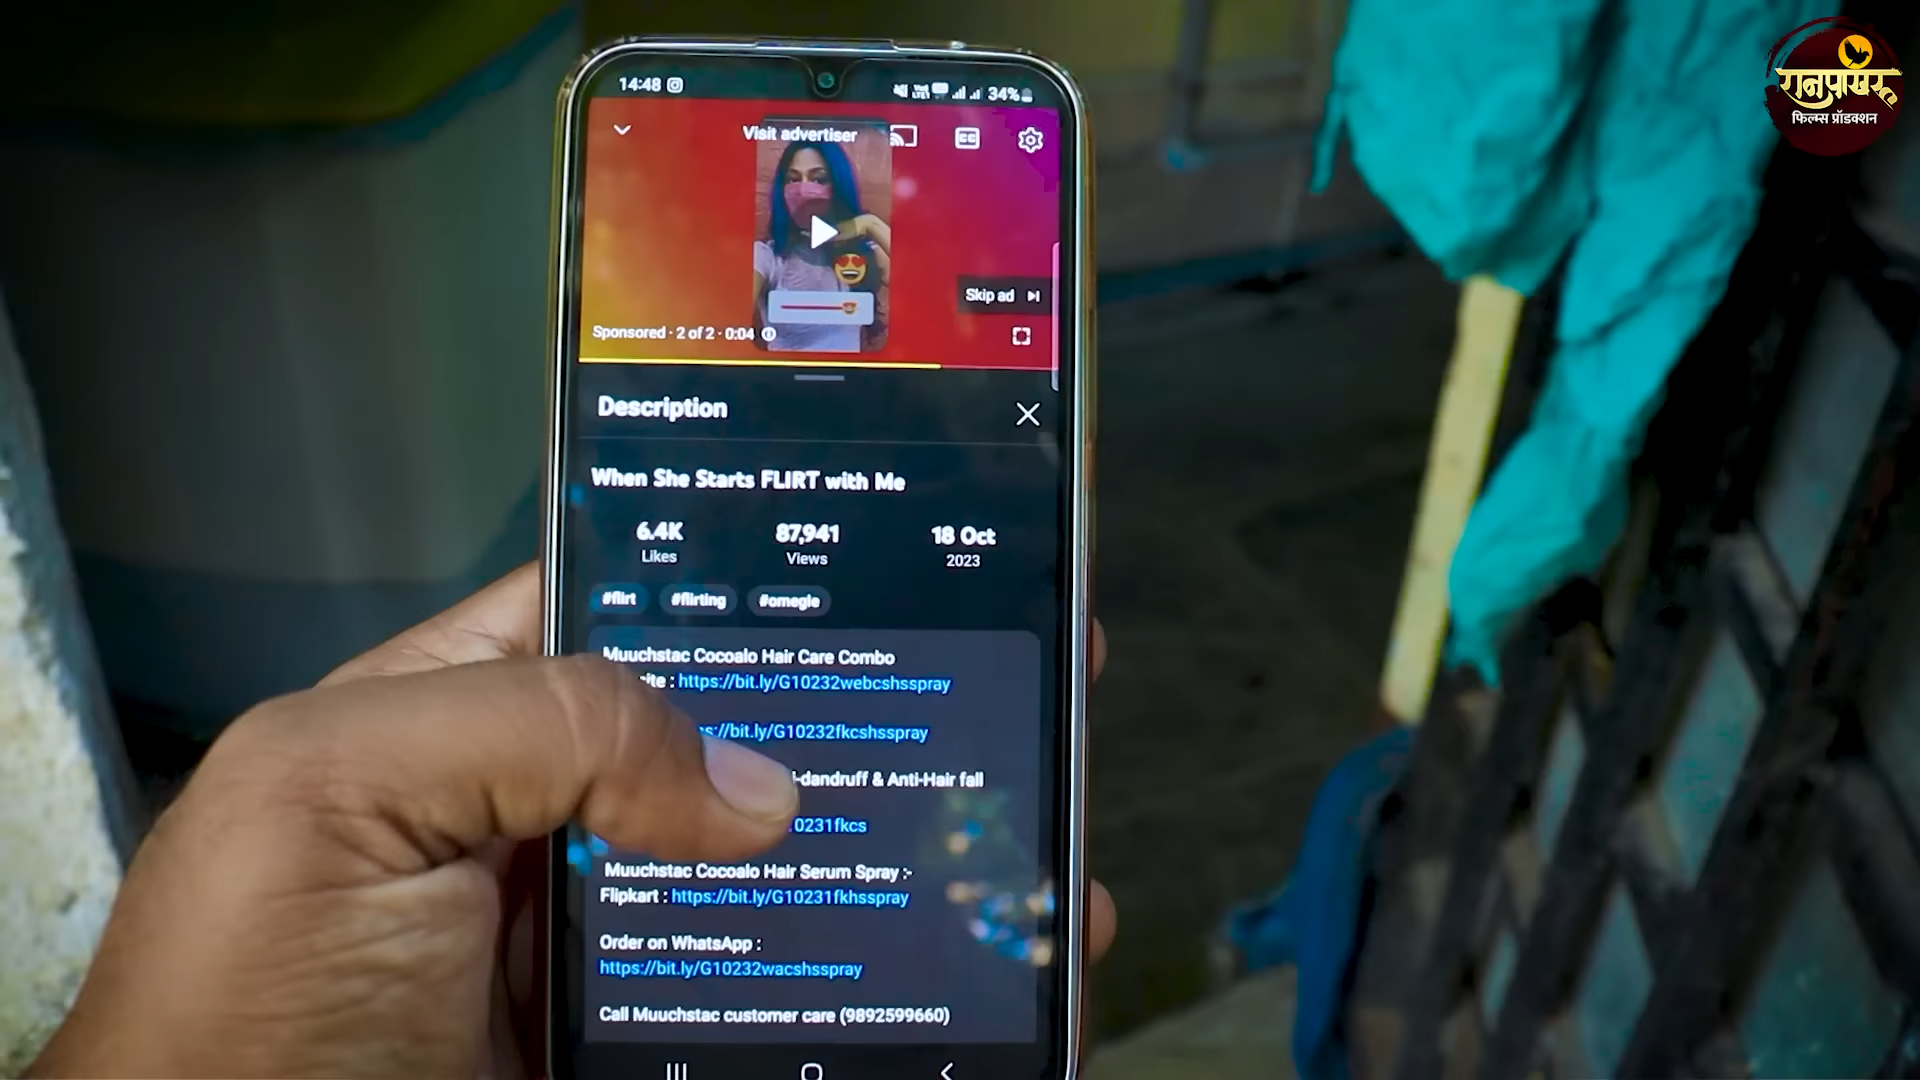 रानपाखरू
फिल्म्स प्रॉडक्शन
14:48
34%
Visit advertiser
CC
Skip ad
Sponsored · 2 of 2 · 0:04
Description
When She Starts FLIRT with Me
6.4K 87,941 18 Oct
Likes Views 2023
#flirt #flirting #omegle
Muuchstac Cocoalo Hair Care Combo
ite : https://bit.ly/G10232webcshsspray
s://bit.ly/G10232fkcshsspray
i-dandruff & Anti-Hair fall
0231fkcs
Muuchstac Cocoalo Hair Serum Spray :-
Flipkart : https://bit.ly/G10231fkhsspray
Order on WhatsApp :
https://bit.ly/G10232wacshsspray
Call Muuchstac customer care (9892599660)